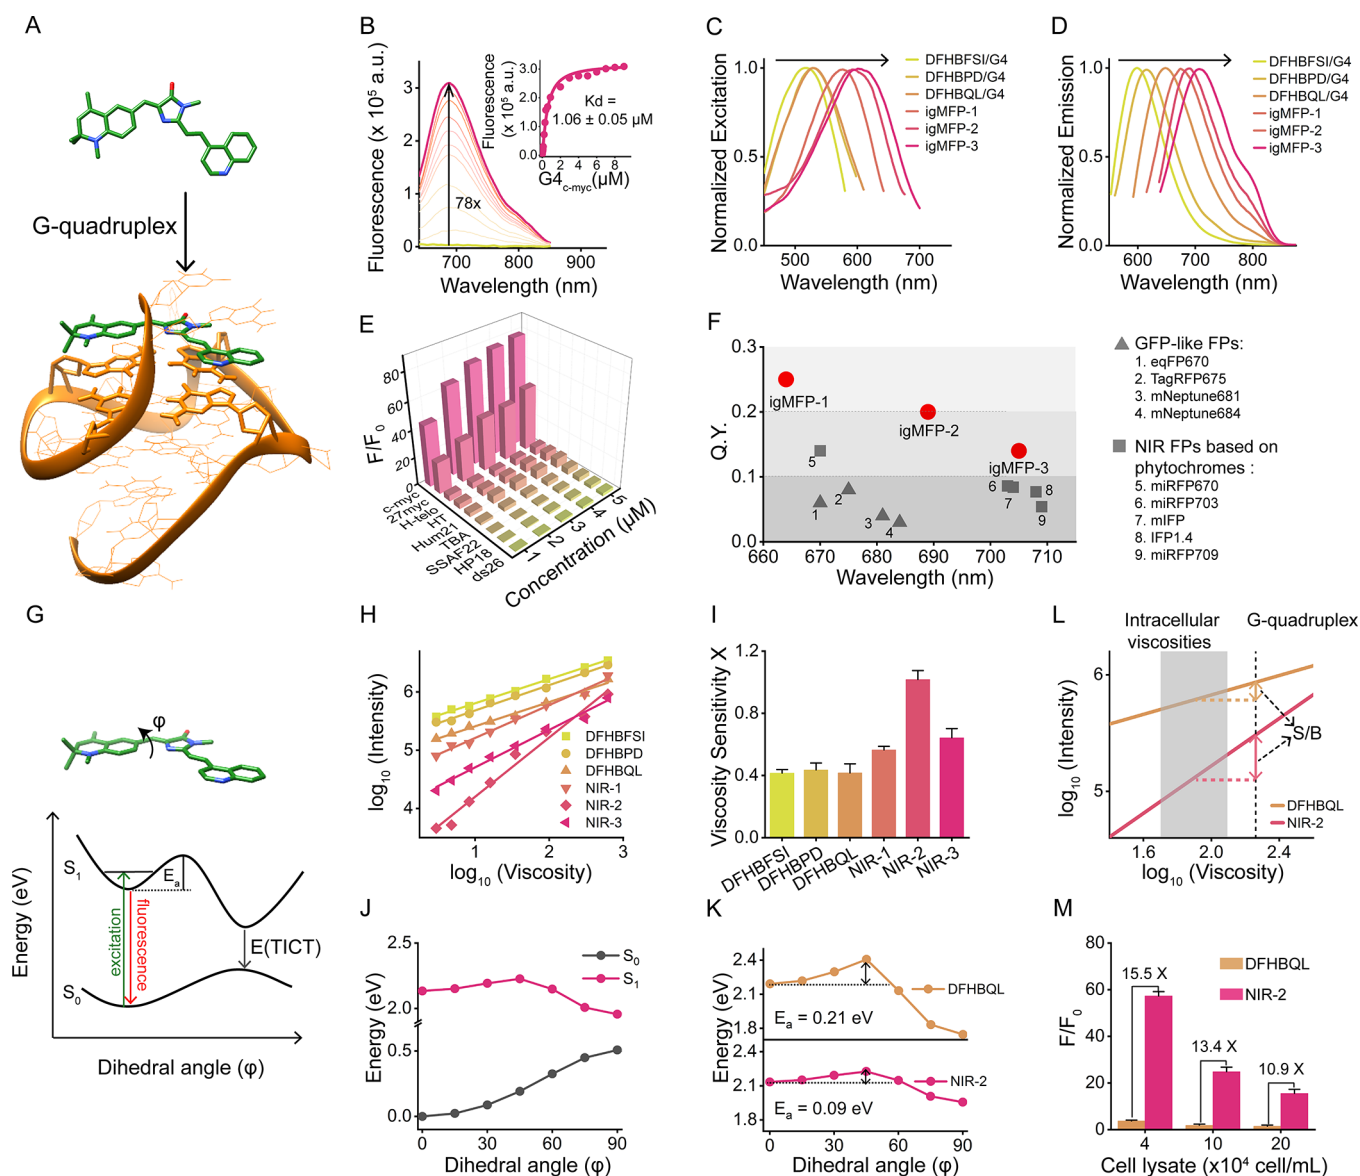 A
G-quadruplex
B
Fluorescence (x 10⁵ a.u.)
3
2
1
0
700
800
900
Wavelength (nm)
78x
Fluorescence
(x 10⁵ a.u.)
3.0
2.0
1.0
0.0
0
2
4
6
8
Kd =
1.06 ± 0.05 µM
G4c-myc(µM)
C
Normalized Excitation
1.0
0.5
0.0
500
600
700
Wavelength (nm)
DFHBFSI/G4
DFHBPD/G4
DFHBQL/G4
igMFP-1
igMFP-2
igMFP-3
D
Normalized Emission
1.0
0.5
0.0
600
700
800
Wavelength (nm)
DFHBFSI/G4
DFHBPD/G4
DFHBQL/G4
igMFP-1
igMFP-2
igMFP-3
E
F/F₀
80
60
40
20
0
c-myc
27myc
H-telo
HT
Hum21
TBA
SSAF22
HP18
ds26
1
2
3
4
5
Concentration (µM)
F
Q.Y.
0.3
0.2
0.1
0.0
660
670
680
690
700
710
Wavelength (nm)
igMFP-1
igMFP-2
igMFP-3
5
1
2
3
4
6
7
8
9
GFP-like FPs:
1. eqFP670
2. TagRFP675
3. mNeptune681
4. mNeptune684
NIR FPs based on
phytochromes :
5. miRFP670
6. miRFP703
7. mIFP
8. IFP1.4
9. miRFP709
G
φ
Energy (eV)
S₁
S₀
Eₐ
excitation
fluorescence
E(TICT)
Dihedral angle (φ)
H
log₁₀ (Intensity)
6
5
4
1
2
3
log₁₀ (Viscosity)
DFHBFSI
DFHBPD
DFHBQL
NIR-1
NIR-2
NIR-3
I
Viscosity Sensitivity X
1.2
0.8
0.4
0.0
DFHBFSI
DFHBPD
DFHBQL
NIR-1
NIR-2
NIR-3
L
Intracellular
viscosities
G-quadruplex
log₁₀ (Intensity)
6
5
1.6
2.0
2.4
log₁₀ (Viscosity)
S/B
DFHBQL
NIR-2
J
Energy (eV)
2.5
2.0
0.5
0.0
0
30
60
90
Dihedral angle (φ)
S₀
S₁
K
Energy (eV)
2.4
2.1
1.8
2.4
2.1
1.8
0
30
60
90
Dihedral angle (φ)
DFHBQL
Eₐ = 0.21 eV
NIR-2
Eₐ = 0.09 eV
M
F/F₀
80
60
40
20
0
4
10
20
Cell lysate (x10⁴ cell/mL)
15.5 X
13.4 X
10.9 X
DFHBQL
NIR-2